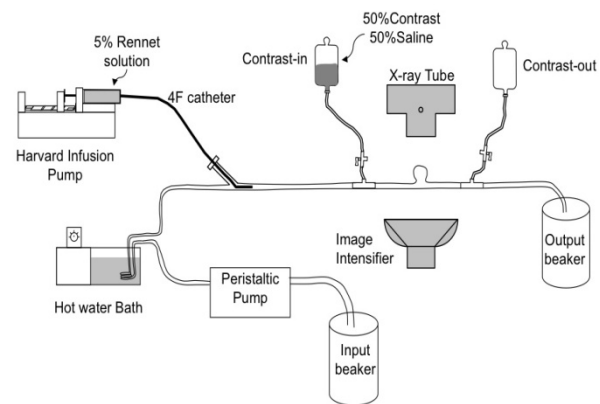 5% Rennet
solution
Harvard Infusion
Pump
4F catheter
Contrast-in
50%Contrast
50%Saline
X-ray Tube
Contrast-out
Hot water Bath
Peristaltic
Pump
Input
beaker
Image
Intensifier
Output
beaker